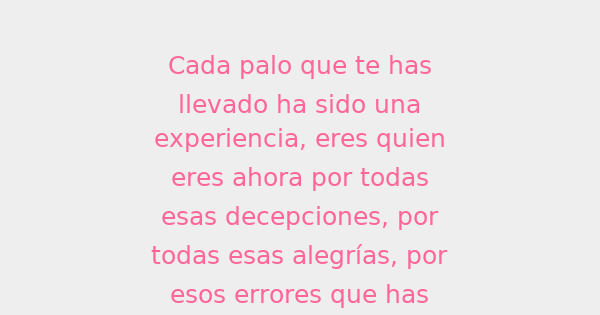 Cada palo que te has
llevado ha sido una
experiencia, eres quien
eres ahora por todas
esas decepciones, por
todas esas alegrías, por
esos errores que has